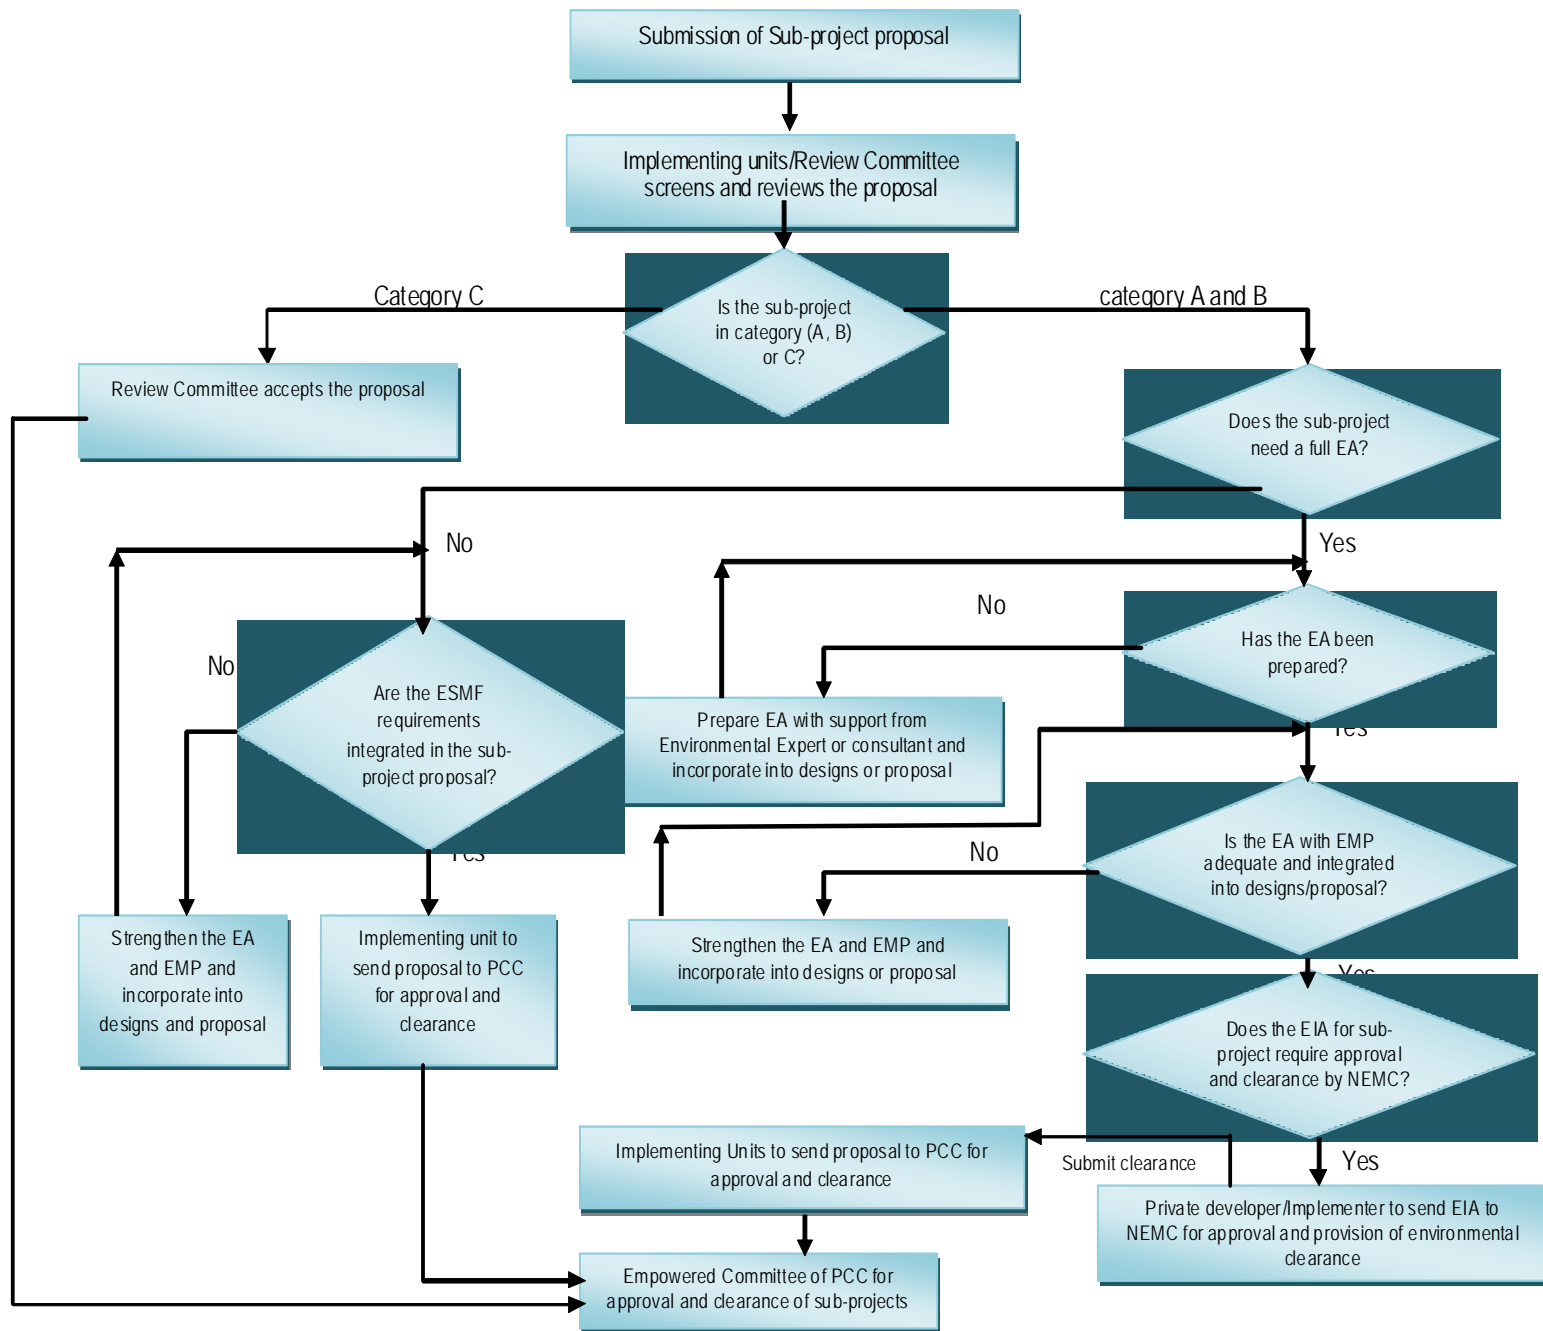 Submission of Sub-project proposal
Implementing units/Review Committee
screens and reviews the proposal
Category C
category A and B
Is the sub-project
in category (A, B)
or C?
Review Committee accepts the proposal
Does the sub-project
need a full EA?
No
Yes
No
Has the EA been
prepared?
No
Are the ESMF
requirements
integrated in the sub-
project proposal?
Prepare EA with support from
Environmental Expert or consultant and
incorporate into designs or proposal
Yes
Is the EA with EMP
adequate and integrated
into designs/proposal?
No
Yes
Strengthen the EA
and EMP and
incorporate into
designs and proposal
Implementing unit to
send proposal to PCC
for approval and
clearance
Strengthen the EA and EMP and
incorporate into designs or proposal
Yes
Does the EIA for sub-
project require approval
and clearance by NEMC?
Implementing Units to send proposal to PCC for
approval and clearance
Submit clearance
Yes
Private developer/Implementer to send EIA to
NEMC for approval and provision of environmental
clearance
Empowered Committee of PCC for
approval and clearance of sub-projects